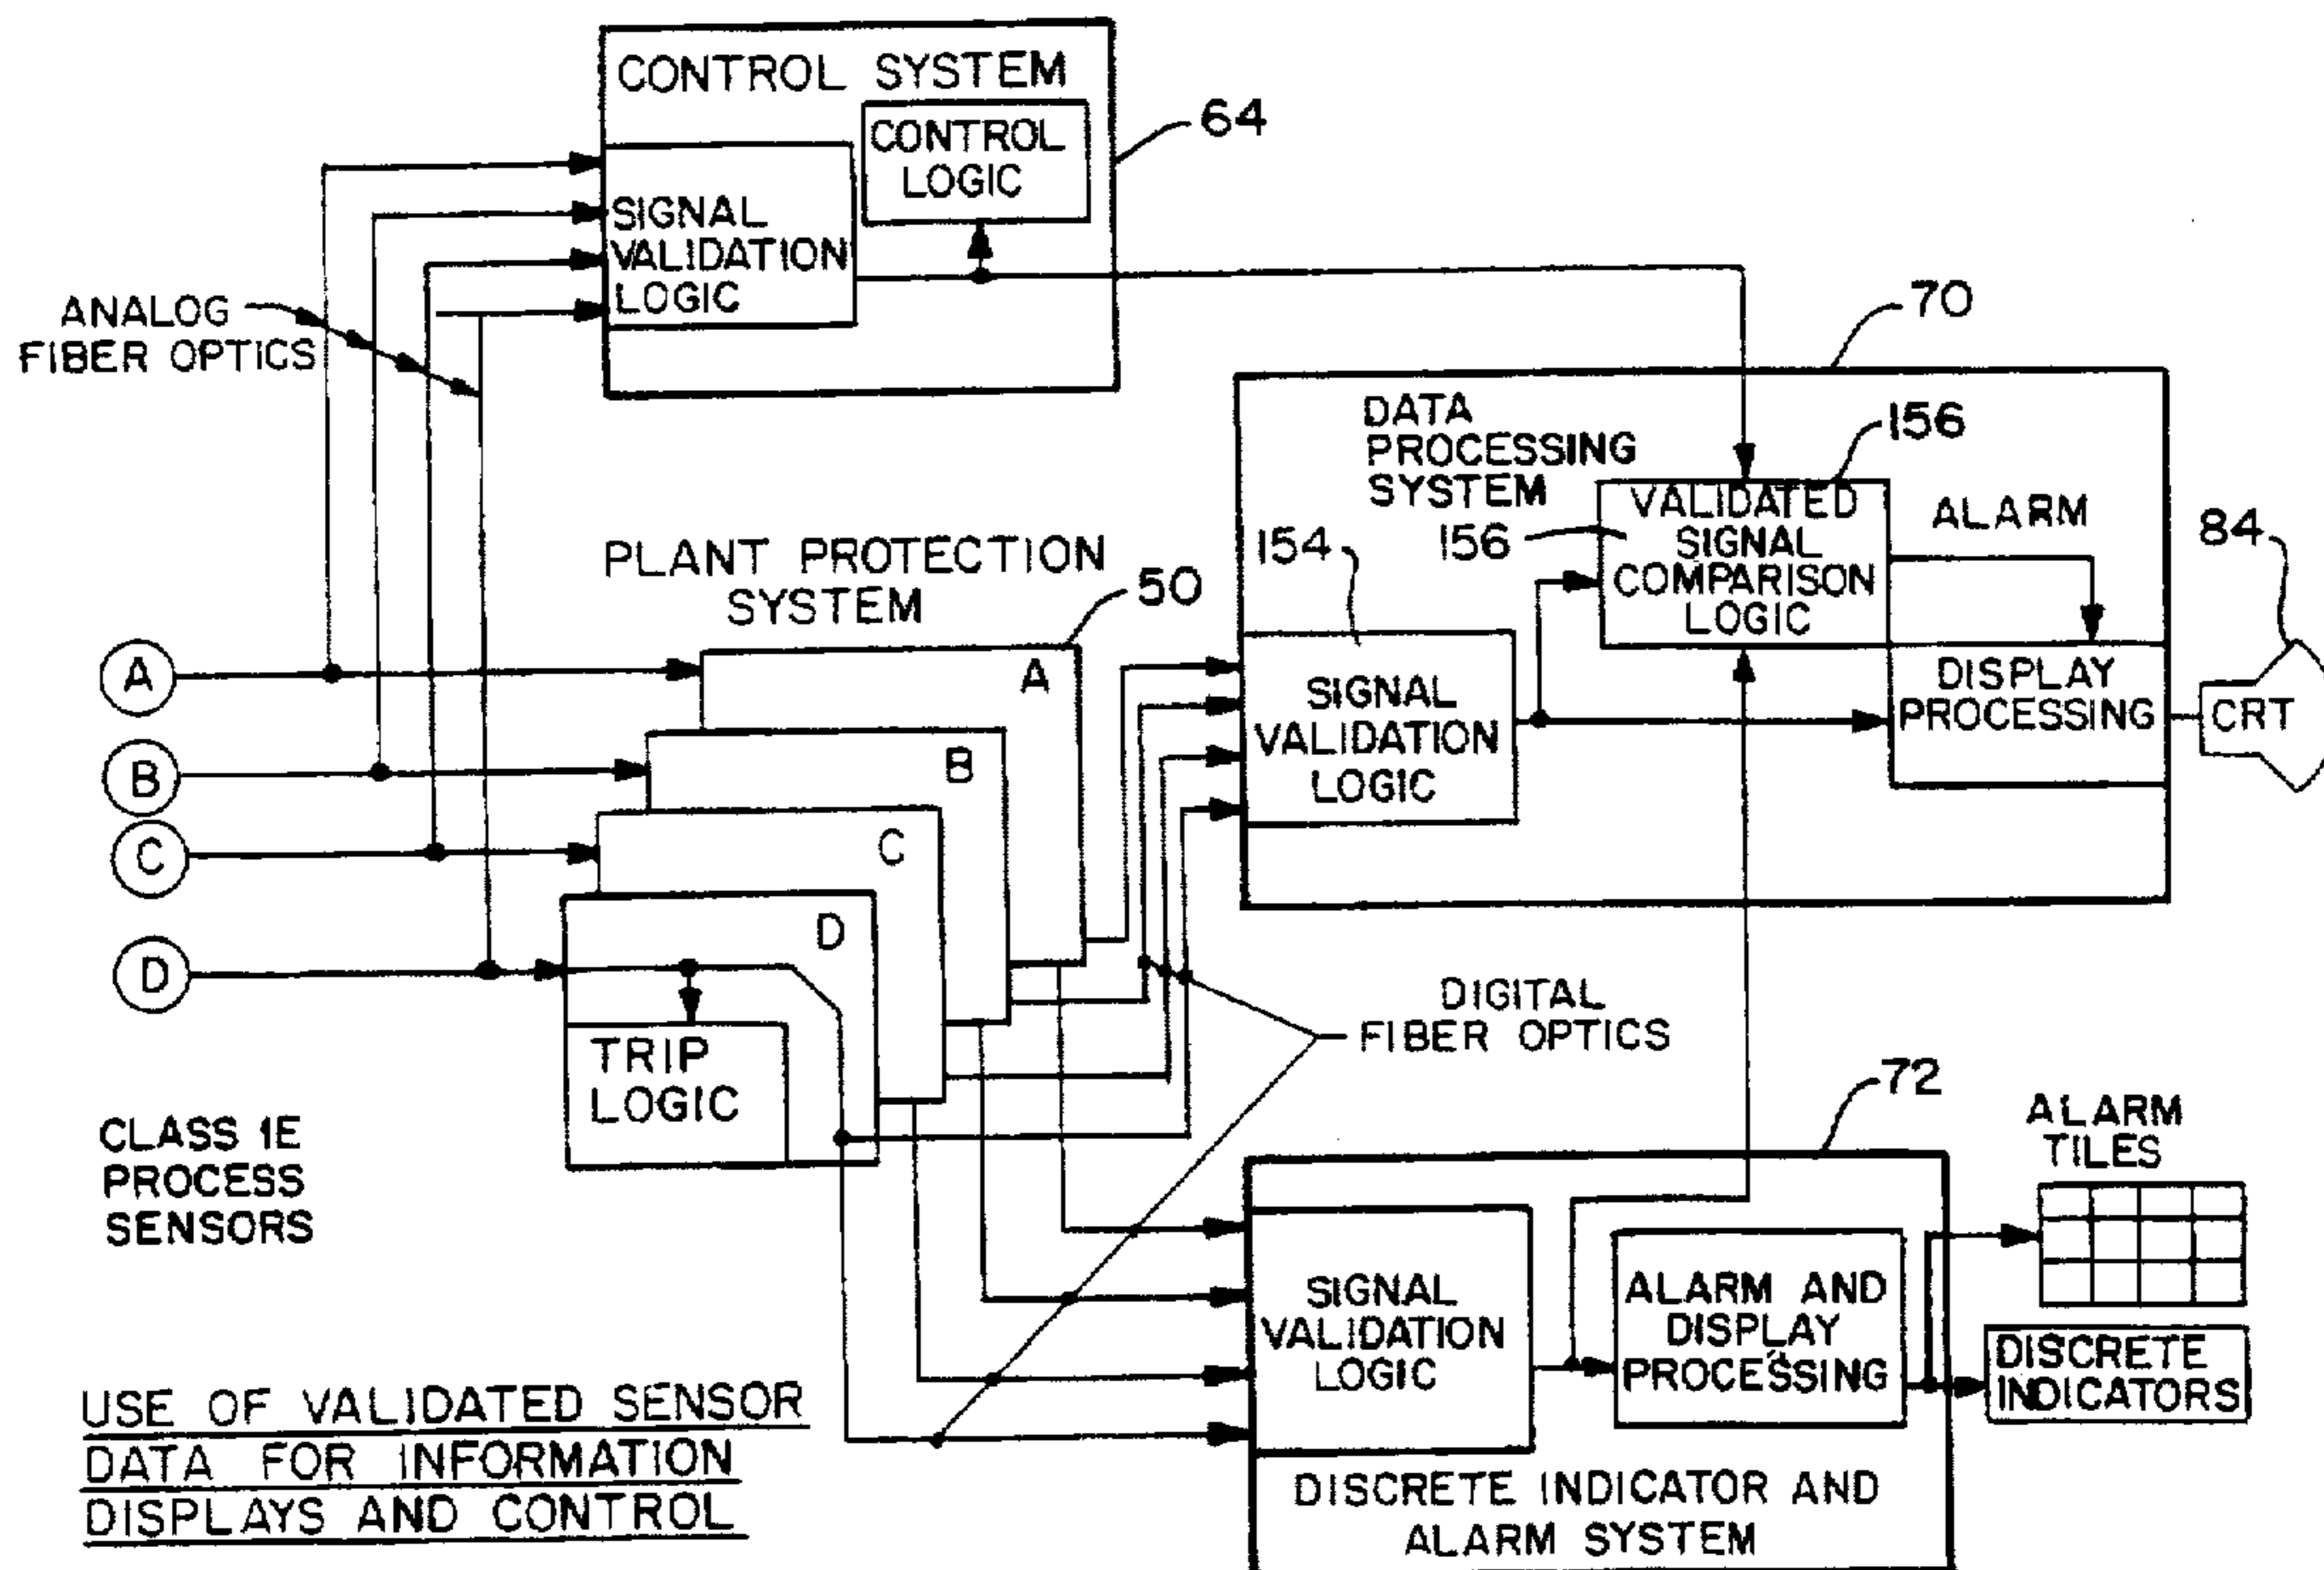 CONTROL SYSTEM
CONTROL
LOGIC
64
SIGNAL
VALIDATION
LOGIC
ANALOG
FIBER OPTICS
70
DATA
PROCESSING
SYSTEM
156
VALIDATED
SIGNAL
COMPARISON
LOGIC
156
ALARM
84
154
PLANT PROTECTION
SYSTEM
50
A
A
DISPLAY
PROCESSING
CRT
SIGNAL
VALIDATION
LOGIC
B
B
C
C
D
D
TRIP
LOGIC
DIGITAL
FIBER OPTICS
72
ALARM
TILES
CLASS 1E
PROCESS
SENSORS
SIGNAL
VALIDATION
LOGIC
ALARM AND
DISPLAY
PROCESSING
DISCRETE
INDICATORS
USE OF VALIDATED SENSOR
DATA FOR INFORMATION
DISPLAYS AND CONTROL
DISCRETE INDICATOR AND
ALARM SYSTEM